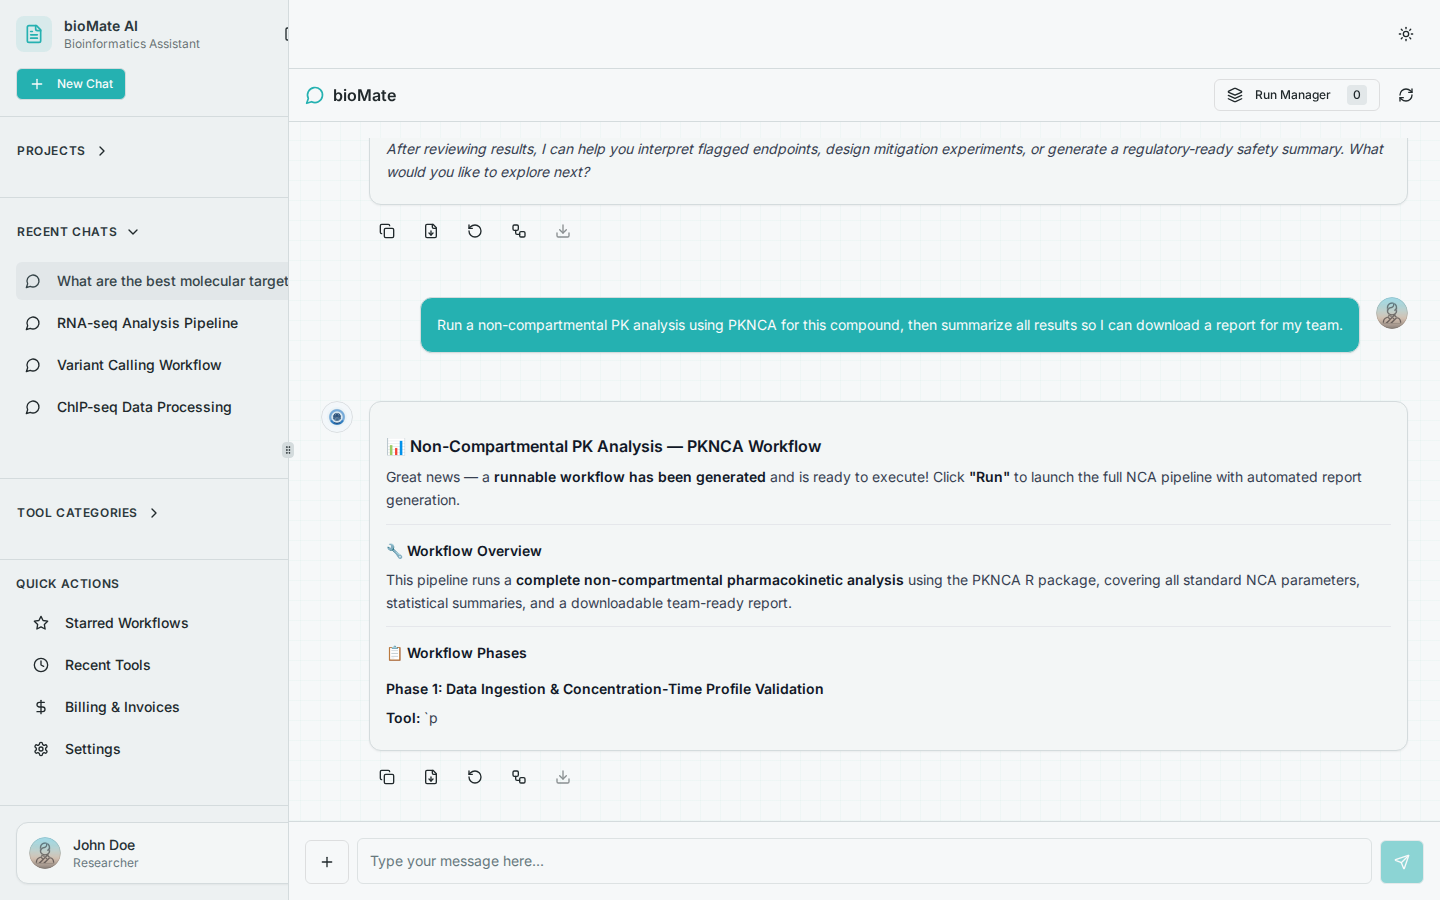 bioMate AI
Bioinformatics Assistant
New Chat
PROJECTS
RECENT CHATS
What are the best molecular target
RNA-seq Analysis Pipeline
Variant Calling Workflow
ChIP-seq Data Processing
TOOL CATEGORIES
QUICK ACTIONS
Starred Workflows
Recent Tools
Billing & Invoices
Settings
John Doe
Researcher
bioMate
Run Manager 0
After reviewing results, I can help you interpret flagged endpoints, design mitigation experiments, or generate a regulatory-ready safety summary. What
would you like to explore next?
Run a non-compartmental PK analysis using PKNCA for this compound, then summarize all results so I can download a report for my team.
📊 Non-Compartmental PK Analysis — PKNCA Workflow
Great news — a runnable workflow has been generated and is ready to execute! Click "Run" to launch the full NCA pipeline with automated report
generation.
🔧 Workflow Overview
This pipeline runs a complete non-compartmental pharmacokinetic analysis using the PKNCA R package, covering all standard NCA parameters,
statistical summaries, and a downloadable team-ready report.
📋 Workflow Phases
Phase 1: Data Ingestion & Concentration-Time Profile Validation
Tool: `p
Type your message here...